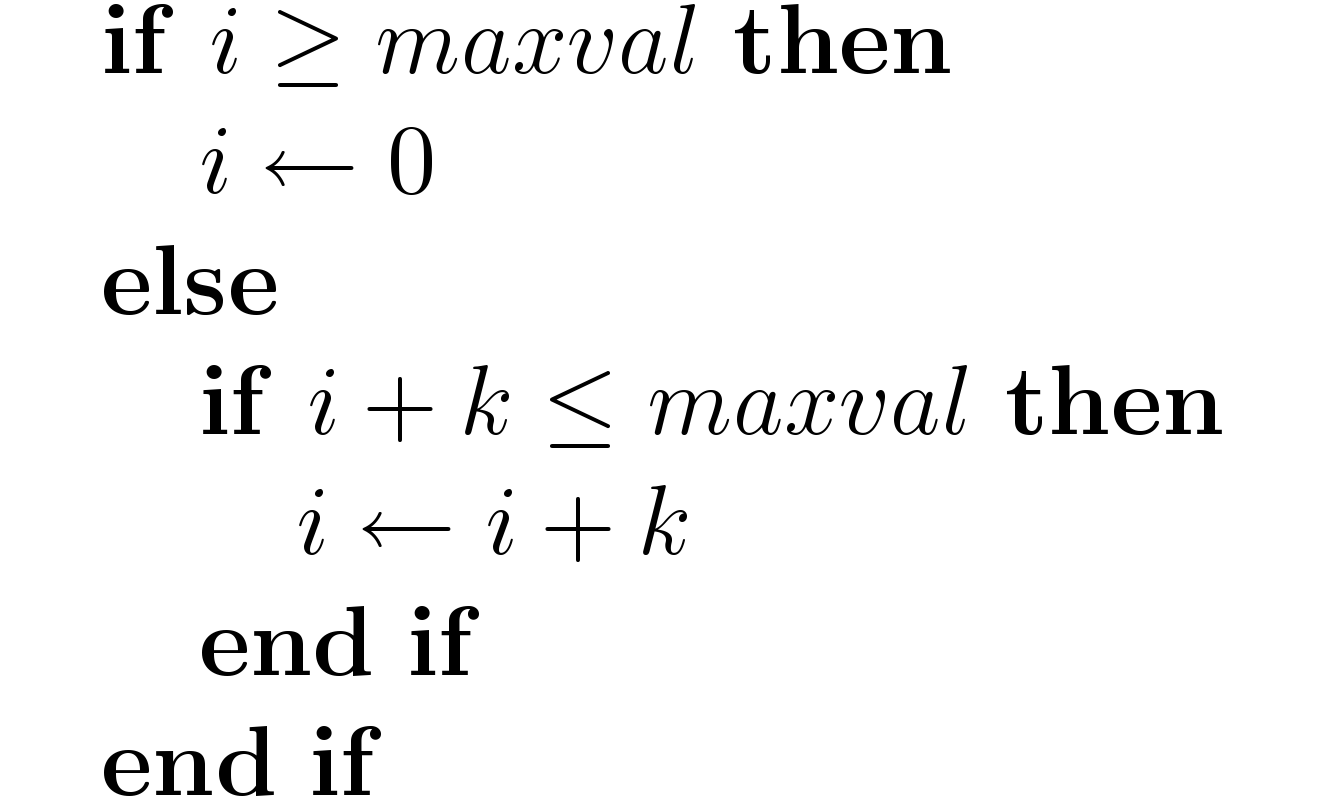 if i ≥ maxval then
i ← 0
else
if i + k ≤ maxval then
i ← i + k
end if
end if